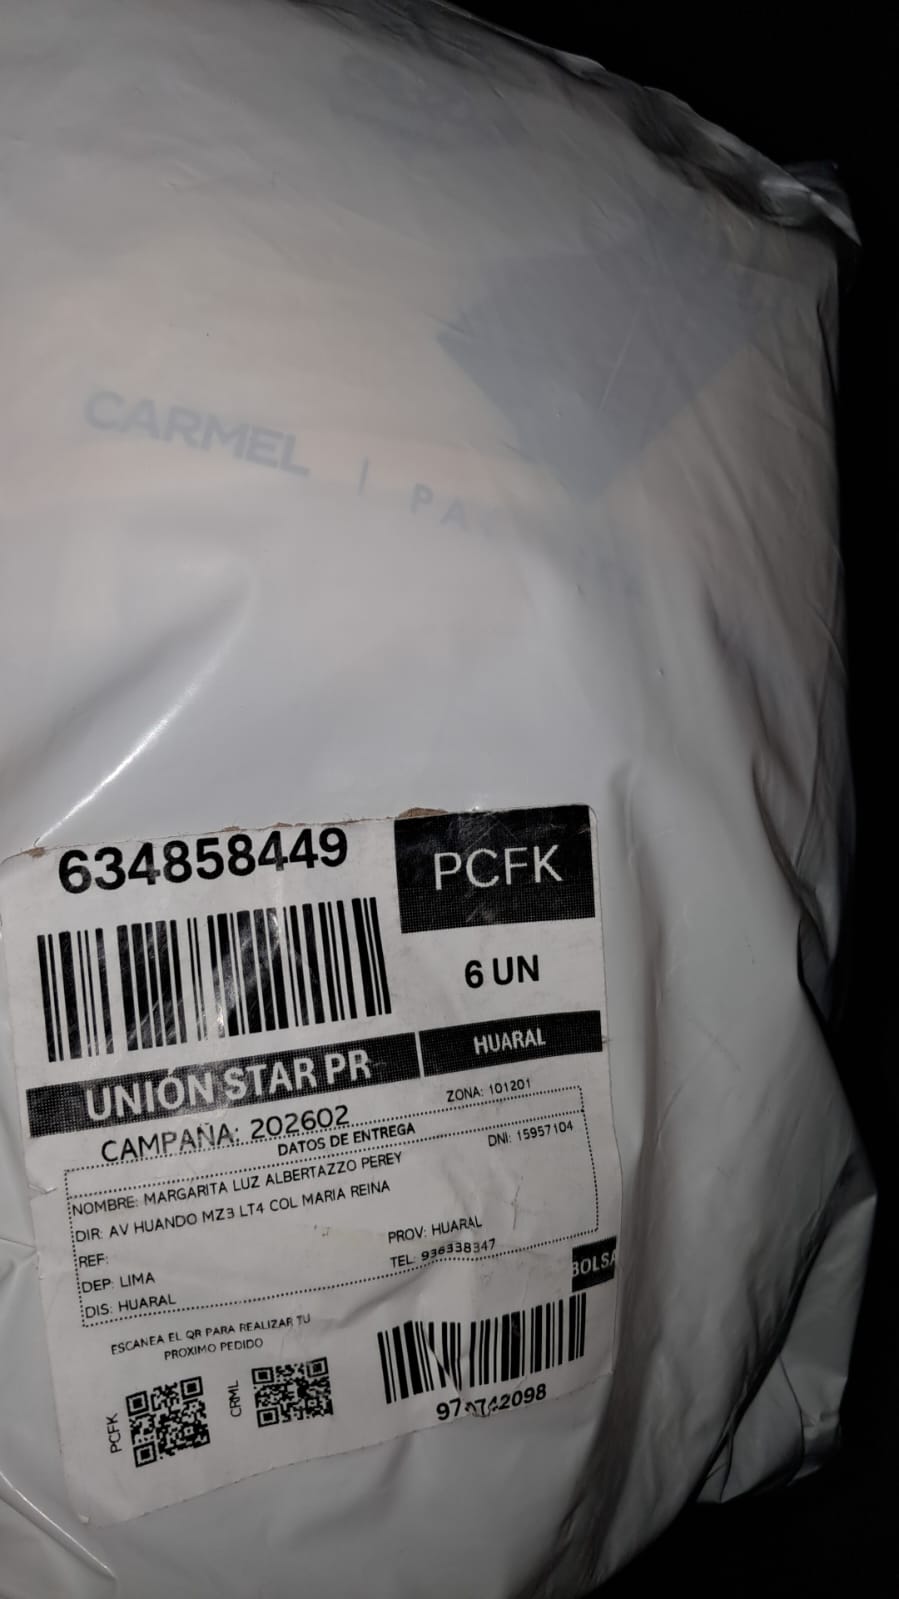 CARMEL |
634858449
PCFK
6 UN
UNIÓN STAR PR
HUARAL
CAMPAÑA: 202602
ZONA: 101201
DATOS DE ENTREGA
DNI: 15957104
NOMBRE: MARGARITA LUZ ALBERTAZZO PEREY
DIR: AV HUANDO MZ3 LT4 COL MARIA REINA
REF:
PROV: HUARAL
DEP: LIMA
TEL: 936338347
DIS: HUARAL
BOLSA
ESCANEA EL QR PARA REALIZAR TU
PROXIMO PEDIDO
PCFK
CRML